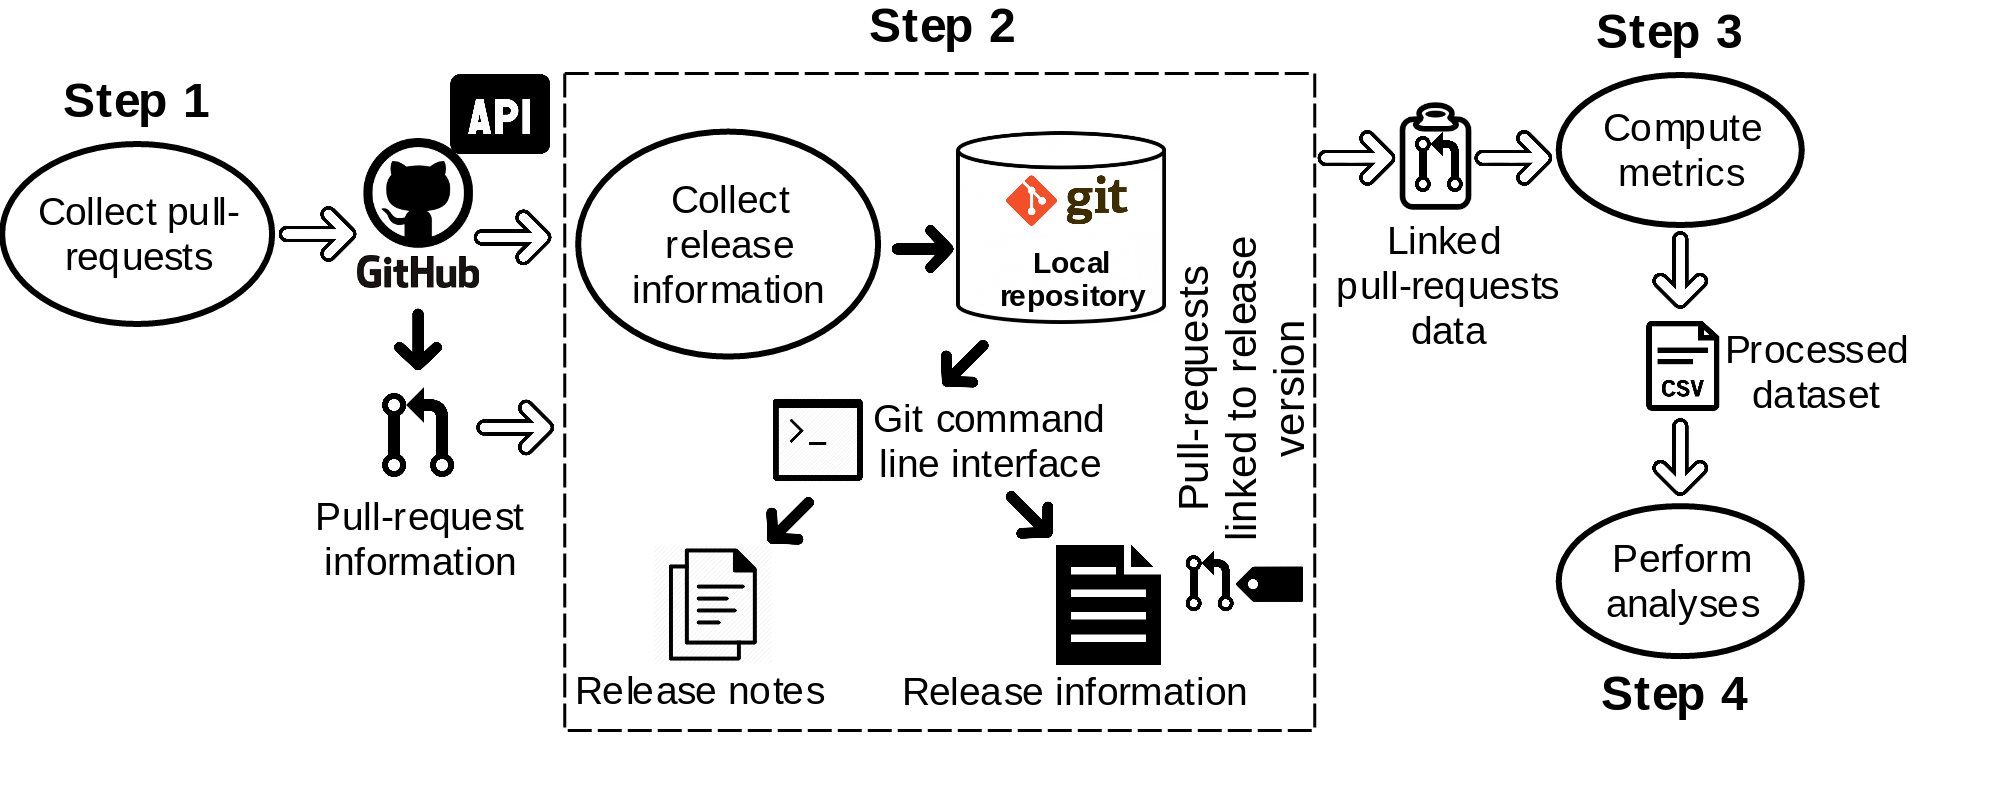 Step 1
Collect pull-
requests
API
GitHub
Pull-request
information
Step 2
Collect
release
information
git
Local
repository
>_
Git command
line interface
Release notes
Release information
Pull-requests
linked to release
version
Linked
pull-requests
data
Step 3
Compute
metrics
CSV
Processed
dataset
Perform
analyses
Step 4